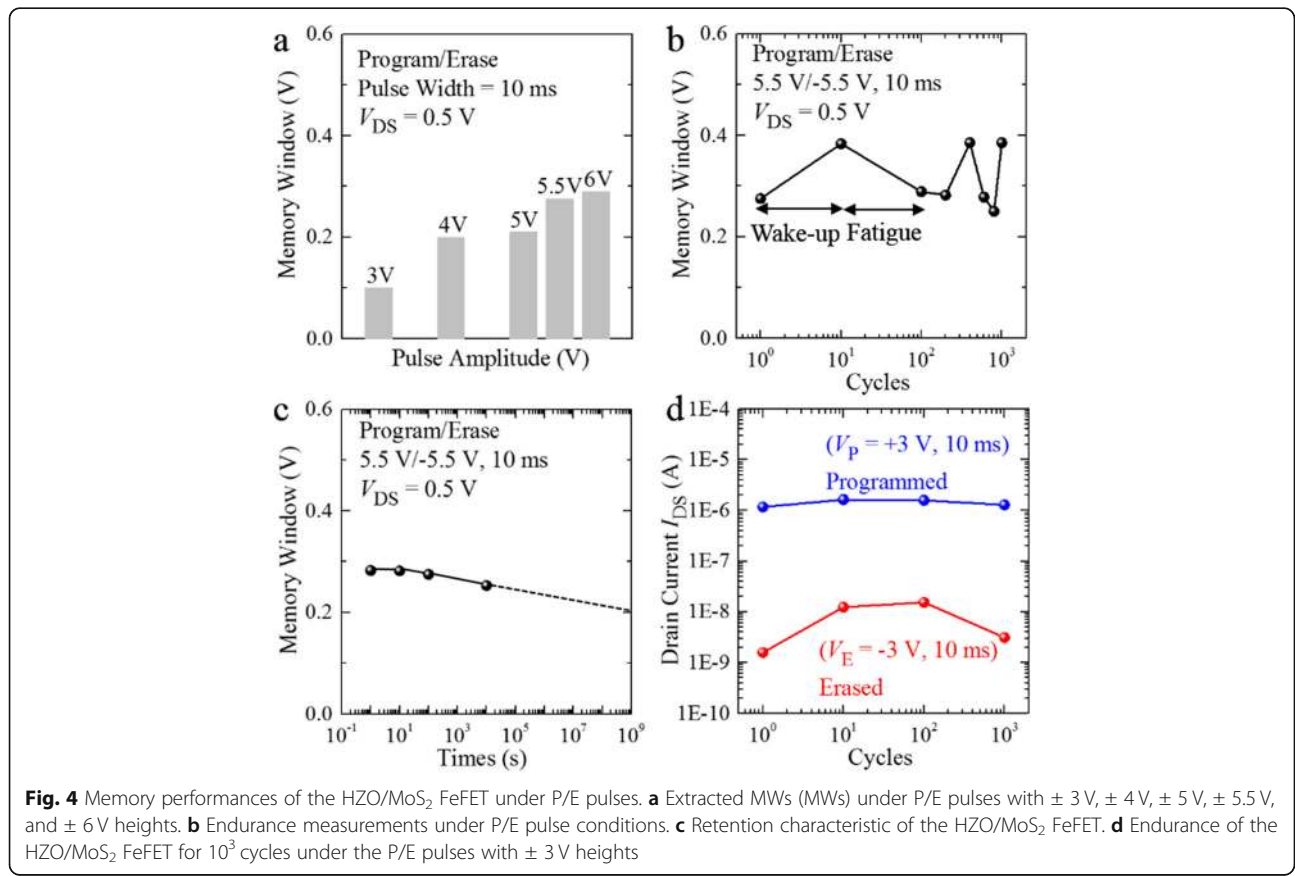 a
0.6
0.4
0.2
0.0
Memory Window (V)
Program/Erase
Pulse Width = 10 ms
V_DS = 0.5 V
3V
4V
5V
5.5V
6V
Pulse Amplitude (V)
b
0.6
0.4
0.2
0.0
Memory Window (V)
Program/Erase
5.5 V/-5.5 V, 10 ms
V_DS = 0.5 V
Wake-up Fatigue
10^0 10^1 10^2 10^3
Cycles
c
0.6
0.4
0.2
0.0
Memory Window (V)
Program/Erase
5.5 V/-5.5 V, 10 ms
V_DS = 0.5 V
10^-1 10^1 10^3 10^5 10^7 10^9
Times (s)
d
1E-4
1E-5
1E-6
1E-7
1E-8
1E-9
1E-10
Drain Current I_DS (A)
(V_P = +3 V, 10 ms)
Programmed
(V_E = -3 V, 10 ms)
Erased
10^0 10^1 10^2 10^3
Cycles
Fig. 4 Memory performances of the HZO/MoS₂ FeFET under P/E pulses. a Extracted MWs (MWs) under P/E pulses with ± 3 V, ± 4 V, ± 5 V, ± 5.5 V,
and ± 6 V heights. b Endurance measurements under P/E pulse conditions. c Retention characteristic of the HZO/MoS₂ FeFET. d Endurance of the
HZO/MoS₂ FeFET for 10³ cycles under the P/E pulses with ± 3 V heights